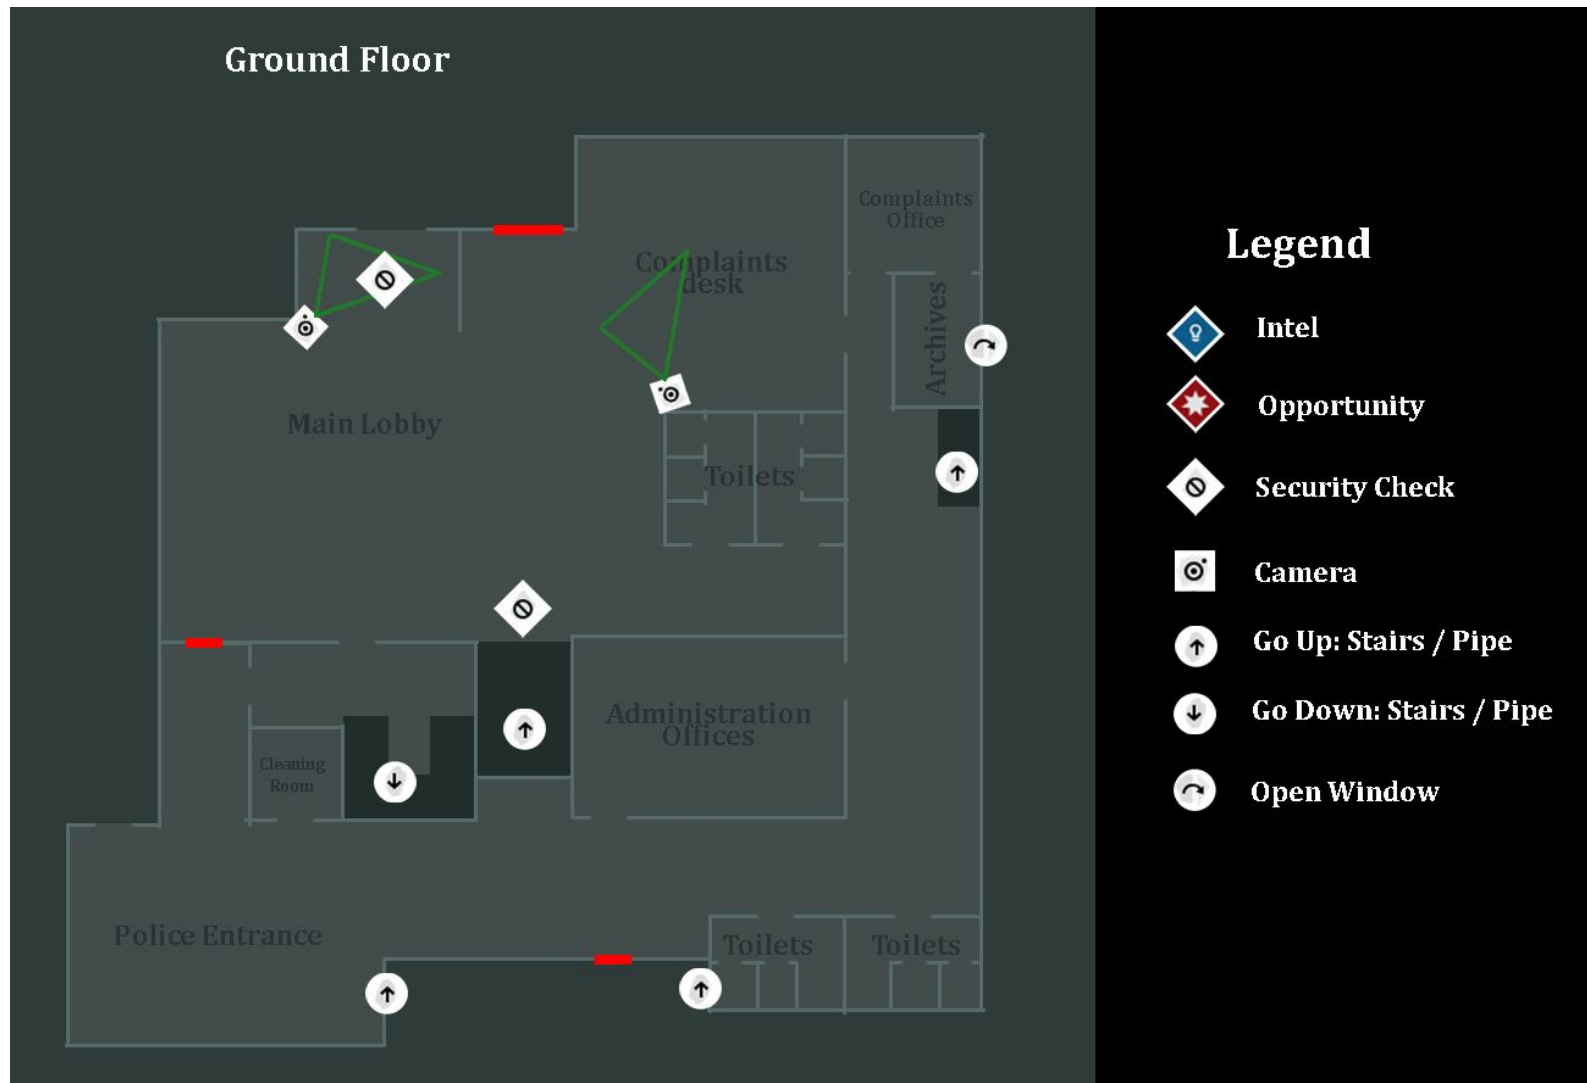 Ground Floor
Complaints
Office
Complaints
desk
Archives
Main Lobby
Toilets
Administration
Offices
Cleaning
Room
Police Entrance
Toilets
Toilets
Legend
Intel
Opportunity
Security Check
Camera
Go Up: Stairs / Pipe
Go Down: Stairs / Pipe
Open Window